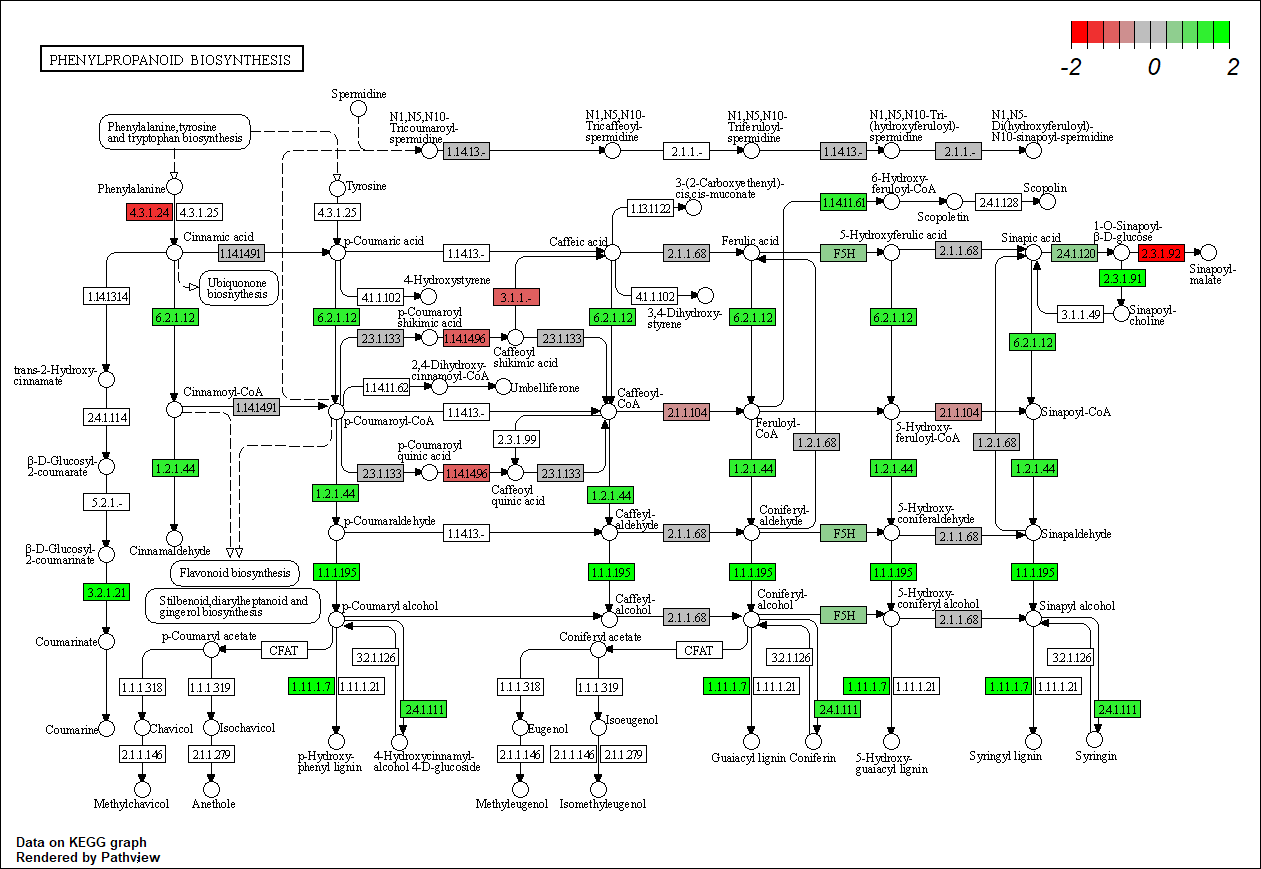 PHENYLPROPANOID BIOSYNTHESIS
-2
0
2
Spermidine
Phenylalanine,tyrosine
and tryptophan biosynthesis
N1,N5,N10-
Tricoumaroyl-
spermidine
1.14.13.-
N1,N5,N10-
Tricaffeoyl-
spermidine
2.1.1.-
N1,N5,N10-
Triferuloyl-
spermidine
1.14.13.-
N1,N5,N10-Tri-
(hydroxyferuloyl)-
spermidine
2.1.1.-
N1,N5-
Di(hydroxyferuloyl)-
N10-sinapoyl-spermidine
Phenylalanine
Tyrosine
3-(2-Carboxyethenyl)-
cis,cis-muconate
6-Hydroxy-
feruloyl-CoA
Scopolin
4.3.1.24
4.3.1.25
4.3.1.25
1.13.11.22
1.14.11.61
Scopoletin
2.4.1.128
Cinnamic acid
1.14.14.91
p-Coumaric acid
1.14.13.-
Caffeic acid
2.1.1.68
Ferulic acid
F5H
5-Hydroxyferulic acid
2.1.1.68
Sinapic acid
2.4.1.120
1-O-Sinapoyl-
β-D-glucose
2.3.1.92
Sinapoyl-
malate
2.3.1.91
Ubiquonone
biosnythesis
1.14.13.14
4-Hydroxystyrene
4.1.1.102
3.1.1.-
4.1.1.102
3,4-Dihydroxy-
styrene
3.1.1.49
Sinapoyl-
choline
6.2.1.12
6.2.1.12
p-Coumaroyl
shikimic acid
6.2.1.12
6.2.1.12
6.2.1.12
6.2.1.12
2.3.1.133
1.14.14.96
2.3.1.133
Caffeoyl
shikimic acid
trans-2-Hydroxy-
cinnamate
2,4-Dihydroxy-
cinnamoyl-CoA
1.14.11.62
Umbelliferone
Cinnamoyl-CoA
1.14.14.91
p-Coumaroyl-CoA
1.14.13.-
Caffeoyl-
CoA
2.1.1.104
Feruloyl-
CoA
2.1.1.104
5-Hydroxy-
feruloyl-CoA
Sinapoyl-CoA
2.4.1.114
2.3.1.99
1.2.1.68
1.2.1.68
β-D-Glucosyl-
2-coumarate
1.2.1.44
p-Coumaroyl
quinic acid
2.3.1.133
1.14.14.96
2.3.1.133
Caffeoyl
quinic acid
1.2.1.44
1.2.1.44
1.2.1.44
1.2.1.44
1.2.1.44
5.2.1.-
p-Coumaraldehyde
1.14.13.-
Caffeyl-
aldehyde
2.1.1.68
Coniferyl-
aldehyde
F5H
5-Hydroxy-
coniferaldehyde
2.1.1.68
Sinapaldehyde
β-D-Glucosyl-
2-coumarinate
Cinnamaldehyde
Flavonoid biosynthesis
1.1.1.195
1.1.1.195
1.1.1.195
1.1.1.195
1.1.1.195
3.2.1.21
Stilbenoid,diarylheptanoid and
gingerol biosynthesis
p-Coumaryl alcohol
Caffeyl-
alcohol
2.1.1.68
Coniferyl-
alcohol
F5H
5-Hydroxy-
coniferyl alcohol
2.1.1.68
Sinapyl alcohol
Coumarinate
p-Coumaryl acetate
CFAT
3.2.1.126
Coniferyl acetate
CFAT
3.2.1.126
3.2.1.126
1.1.1.318
1.1.1.319
1.11.1.7
1.11.1.21
1.1.1.318
1.1.1.319
1.11.1.7
1.11.1.21
1.11.1.7
1.11.1.21
1.11.1.7
1.11.1.21
2.4.1.111
2.4.1.111
2.4.1.111
Coumarine
Chavicol
Isochavicol
Eugenol
Isoeugenol
2.1.1.146
2.1.1.279
2.1.1.146
2.1.1.146
2.1.1.279
p-Hydroxy-
phenyl lignin
4-Hydroxycinnamyl-
alcohol 4-D-glucoside
Guaiacyl lignin
Coniferin
5-Hydroxy-
guaiacyl lignin
Syringyl lignin
Syringin
Methylchavicol
Anethole
Methyleugenol
Isomethyleugenol
Data on KEGG graph
Rendered by Pathview